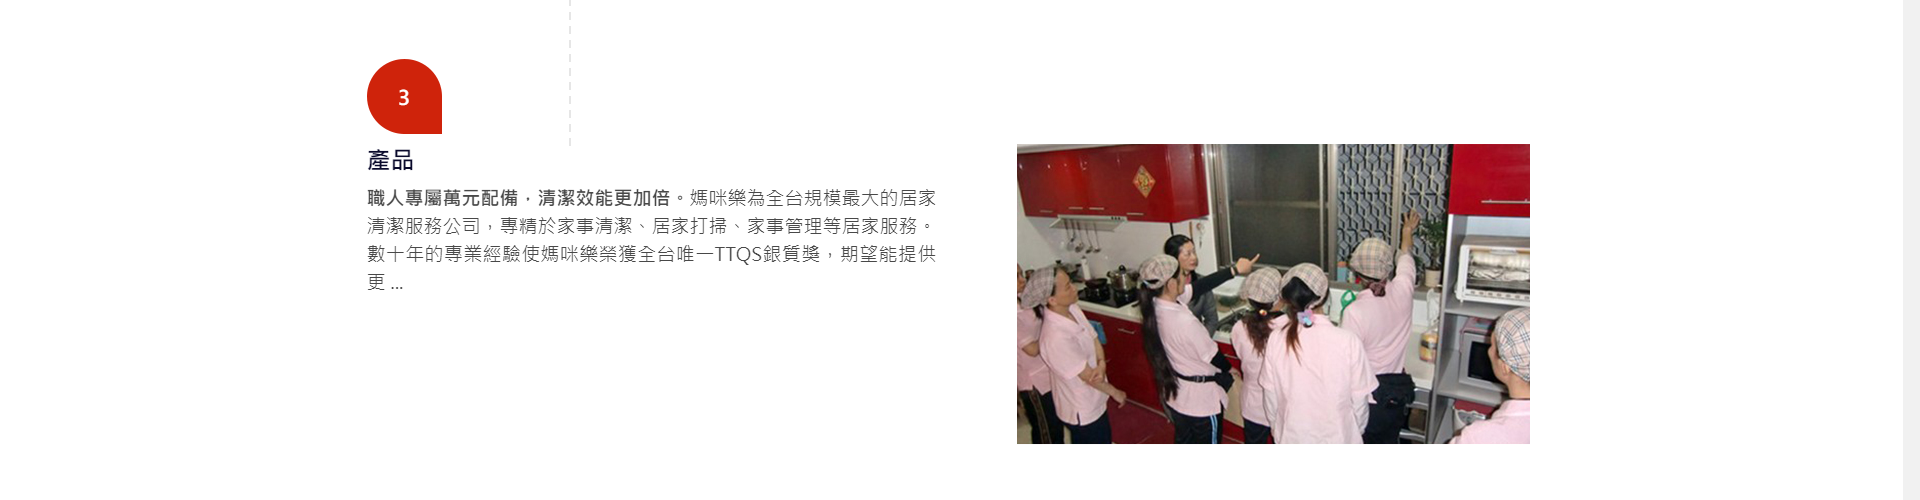 3
產品
職人專屬萬元配備，清潔效能更加倍。媽咪樂為全台規模最大的居家
清潔服務公司，專精於家事清潔、居家打掃、家事管理等居家服務。
數十年的專業經驗使媽咪樂榮獲全台唯一TTQS銀質獎，期望能提供
更 ...